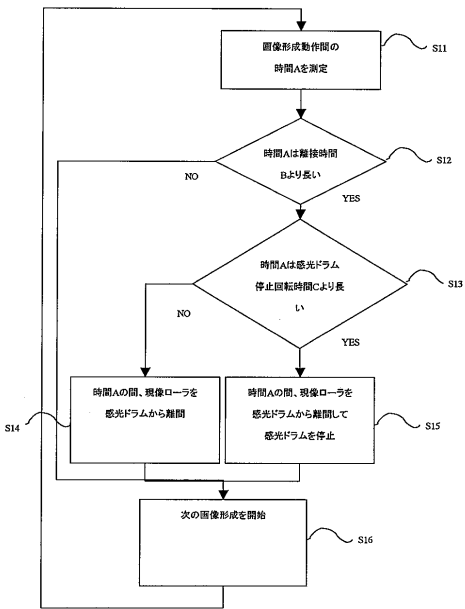 画像形成動作間の
時間Aを測定
S11
時間Aは離接時間
Bより長い
S12
NO
YES
時間Aは感光ドラム
停止回転時間Cより長
い
S13
NO
YES
時間Aの間、現像ローラを
感光ドラムから離間
S14
時間Aの間、現像ローラを
感光ドラムから離間して
感光ドラムを停止
S15
次の画像形成を開始
S16